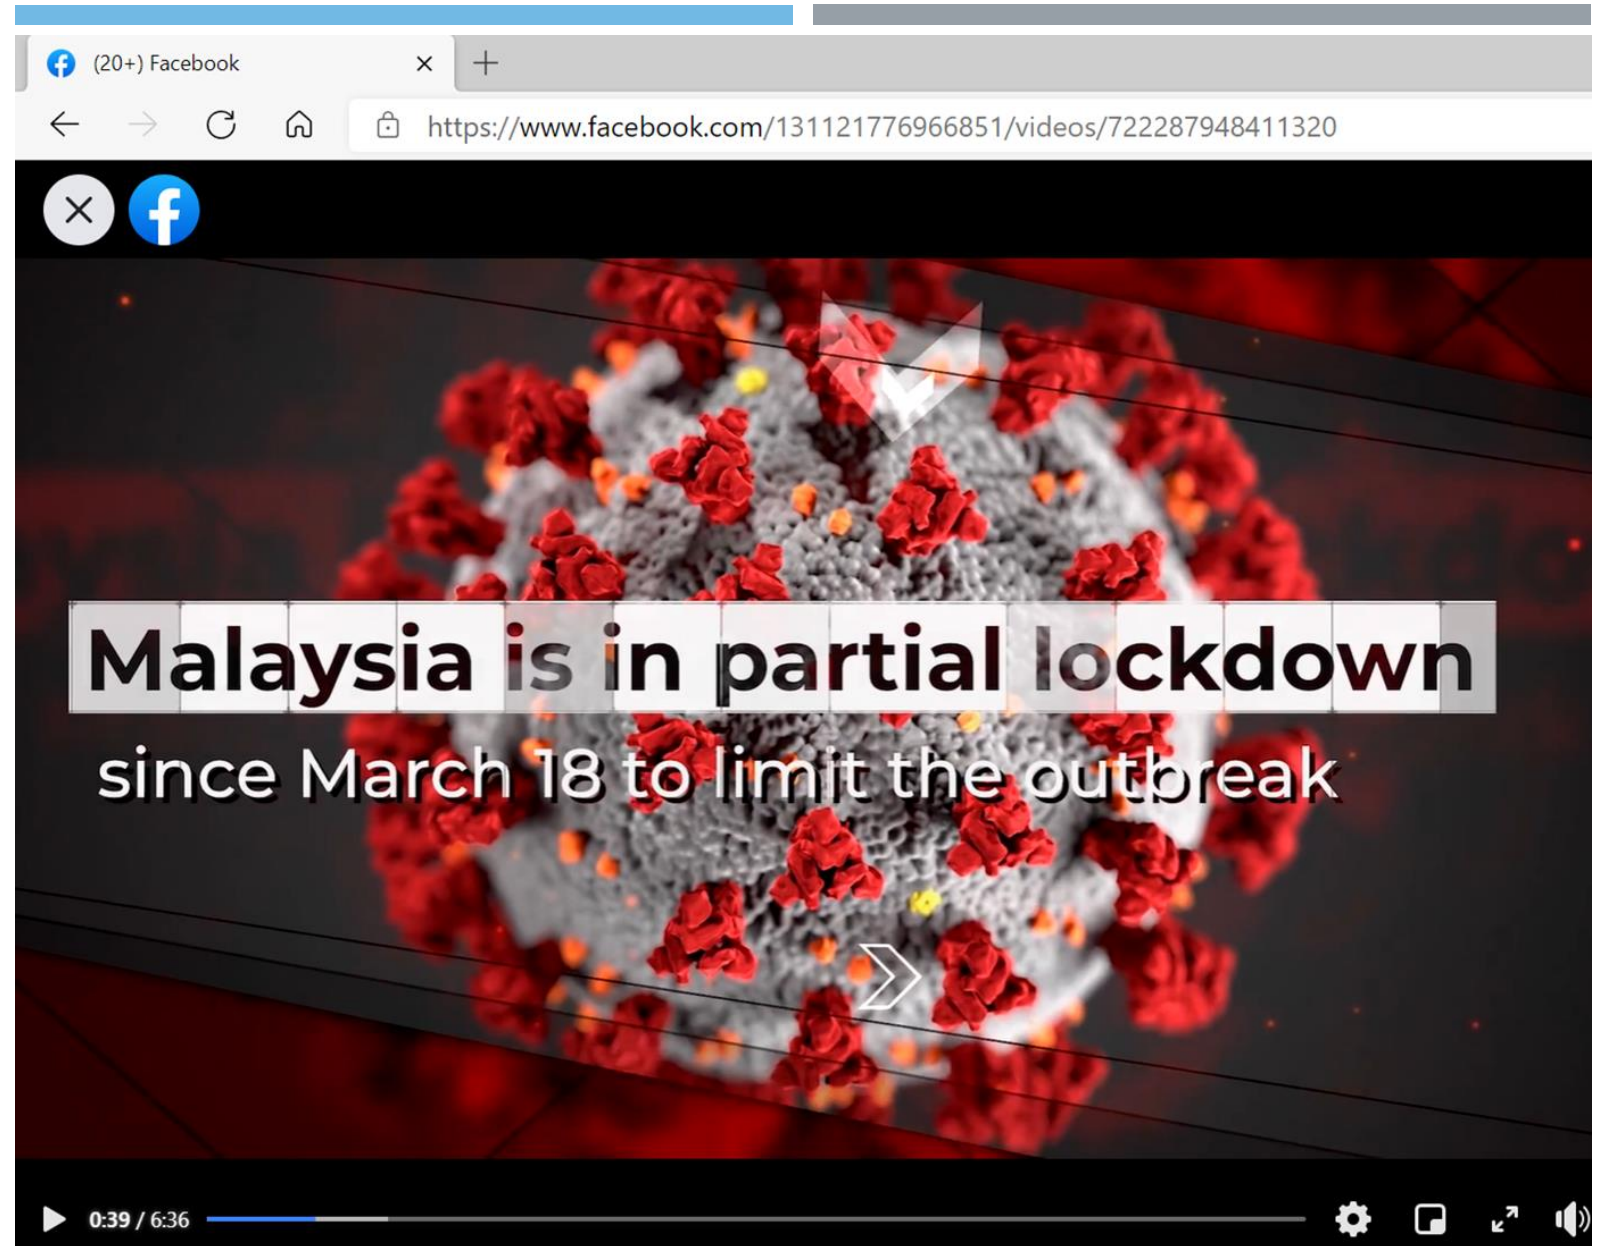 (20+) Facebook
https://www.facebook.com/131121776966851/videos/722287948411320
Malaysia is in partial lockdown
since March 18 to limit the outbreak
0:39 / 6:36